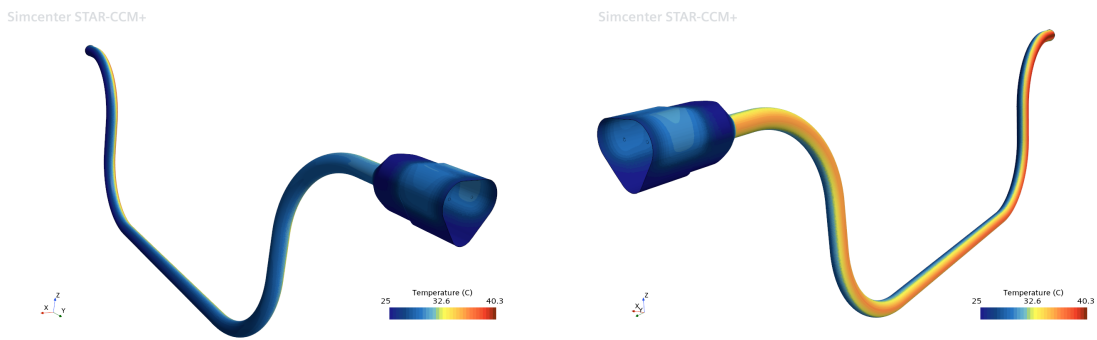 Simcenter STAR-CCM+
Simcenter STAR-CCM+
Z
X
Y
Temperature (C)
25 32.6 40.3
Z
X
Y
Temperature (C)
25 32.6 40.3